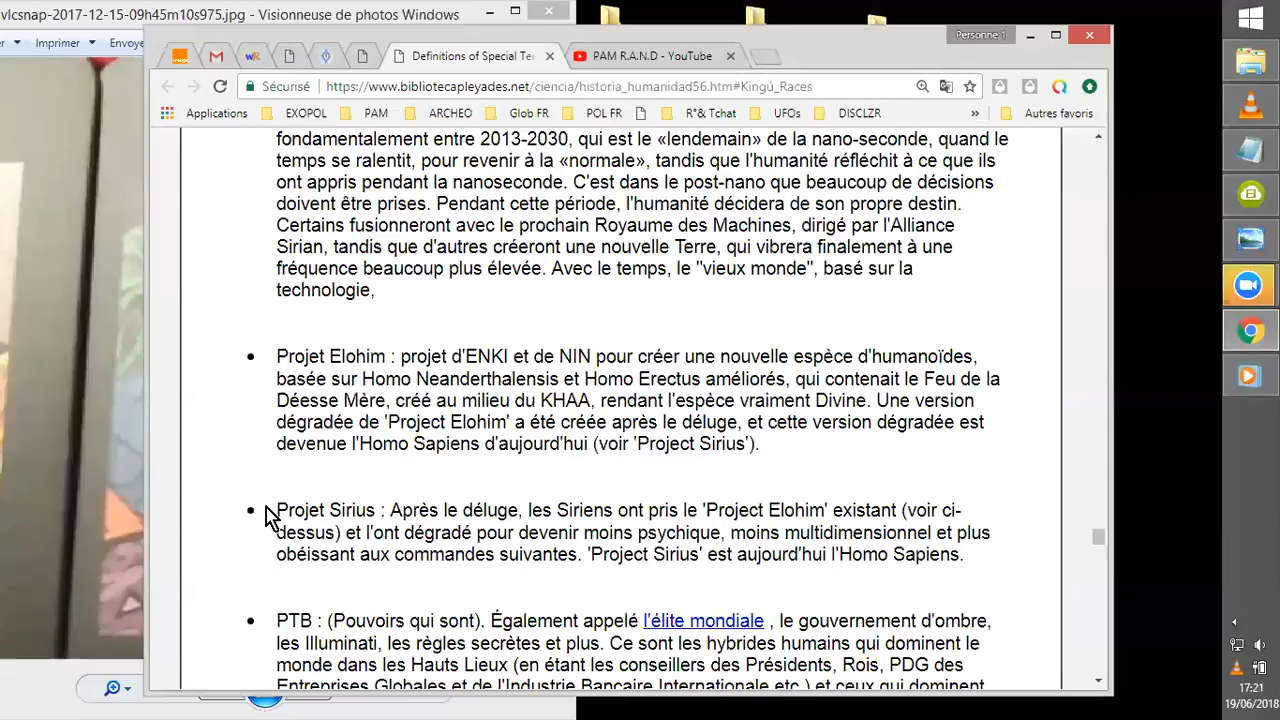 vlcsnap-2017-12-15-09h45m10s975.jpg - Visionneuse de photos Windows
Imprimer
Envoye
Personne 1
Definitions of Special Te
PAM R.A.N.D - YouTube
Sécurisé
https://www.bibliotecapleyades.net/ciencia/historia_humanidad56.htm#Kingú_Races
Applications EXOPOL PAM ARCHEO Glob FR POL FR R°& Tchat UFOs DISCLZR » Autres favoris
fondamentalement entre 2013-2030, qui est le «lendemain» de la nano-seconde, quand le
temps se ralentit, pour revenir à la «normale», tandis que l'humanité réfléchit à ce que ils
ont appris pendant la nanoseconde. C'est dans le post-nano que beaucoup de décisions
doivent être prises. Pendant cette période, l'humanité décidera de son propre destin.
Certains fusionneront avec le prochain Royaume des Machines, dirigé par l'Alliance
Sirian, tandis que d'autres créeront une nouvelle Terre, qui vibrera finalement à une
fréquence beaucoup plus élevée. Avec le temps, le "vieux monde", basé sur la
technologie,
• Projet Elohim : projet d'ENKI et de NIN pour créer une nouvelle espèce d'humanoïdes,
basée sur Homo Neanderthalensis et Homo Erectus améliorés, qui contenait le Feu de la
Déesse Mère, créé au milieu du KHAA, rendant l'espèce vraiment Divine. Une version
dégradée de 'Projet Elohim' a été créée après le déluge, et cette version dégradée est
devenue l'Homo Sapiens d'aujourd'hui (voir 'Project Sirius').
• Projet Sirius : Après le déluge, les Siriens ont pris le 'Project Elohim' existant (voir ci-
dessus) et l'ont dégradé pour devenir moins psychique, moins multidimensionnel et plus
obéissant aux commandes suivantes. 'Project Sirius' est aujourd'hui l'Homo Sapiens.
• PTB : (Pouvoirs qui sont). Également appelé l'élite mondiale , le gouvernement d'ombre,
les Illuminati, les règles secrètes et plus. Ce sont les hybrides humains qui dominent le
monde dans les Hauts Lieux (en étant les conseillers des Présidents, Rois, PDG des
Entreprises Globales et de l'Industrie Bancaire Internationale etc.) et ceux qui dominent
17:21
19/06/2018